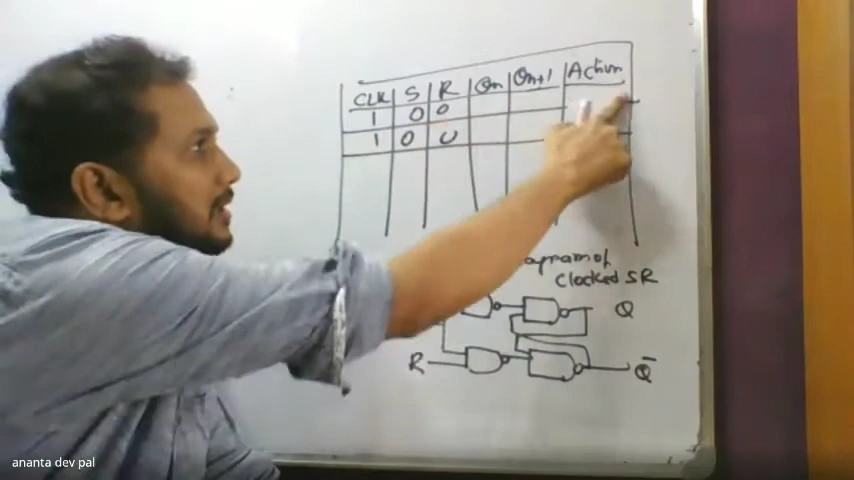 CLK S R Qn Qn+1 Action
1 0 0
1 0 0
clocked SR
Q
R
Q̄
ananta dev pal